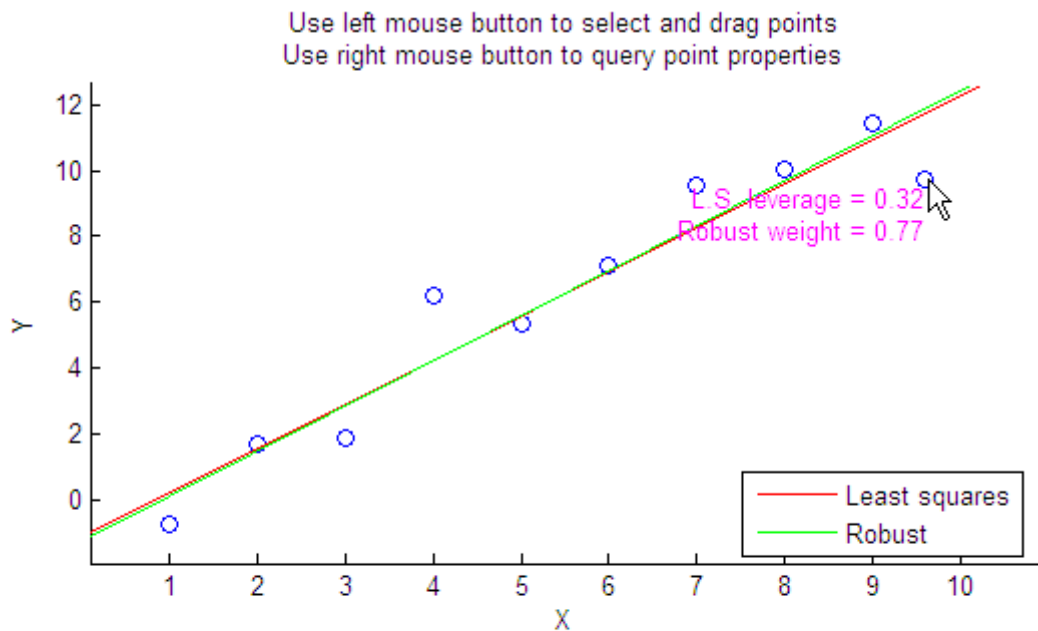 Use left mouse button to select and drag points
Use right mouse button to query point properties
12
10
8
6
4
2
0
Y
L.S. leverage = 0.32
Robust weight = 0.77
Least squares
Robust
1 2 3 4 5 6 7 8 9 10
X